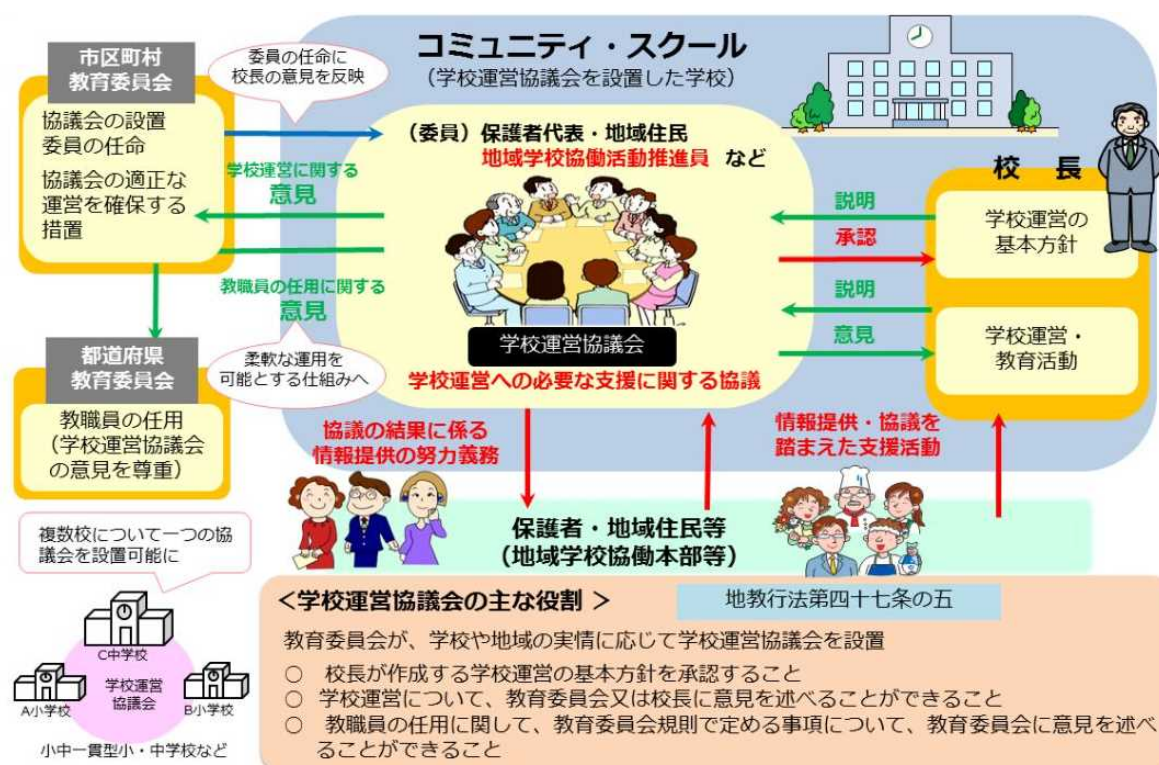 コミュニティ・スクール
（学校運営協議会を設置した学校）
市区町村
教育委員会
協議会の設置
委員の任命
協議会の適正な
運営を確保する
措置
委員の任命に
校長の意見を反映
学校運営に関する
意見
教職員の任用に関する
意見
柔軟な運用を
可能とする仕組みへ
都道府県
教育委員会
教職員の任用
（学校運営協議会
の意見を尊重）
（委員）保護者代表・地域住民
地域学校協働活動推進員 など
学校運営協議会
学校運営への必要な支援に関する協議
説明
承認
説明
意見
校 長
学校運営の
基本方針
学校運営・
教育活動
協議の結果に係る
情報提供の努力義務
情報提供・協議を
踏まえた支援活動
保護者・地域住民等
（地域学校協働本部等）
複数校について一つの協
議会を設置可能に
C中学校
学校運営
協議会
A小学校
B小学校
小中一貫型小・中学校など
＜学校運営協議会の主な役割 ＞
地教行法第四十七条の五
教育委員会が、学校や地域の実情に応じて学校運営協議会を設置
○ 校長が作成する学校運営の基本方針を承認すること
○ 学校運営について、教育委員会又は校長に意見を述べることができること
○ 教職員の任用に関して、教育委員会規則で定める事項について、教育委員会に意見を述べ
ることができること